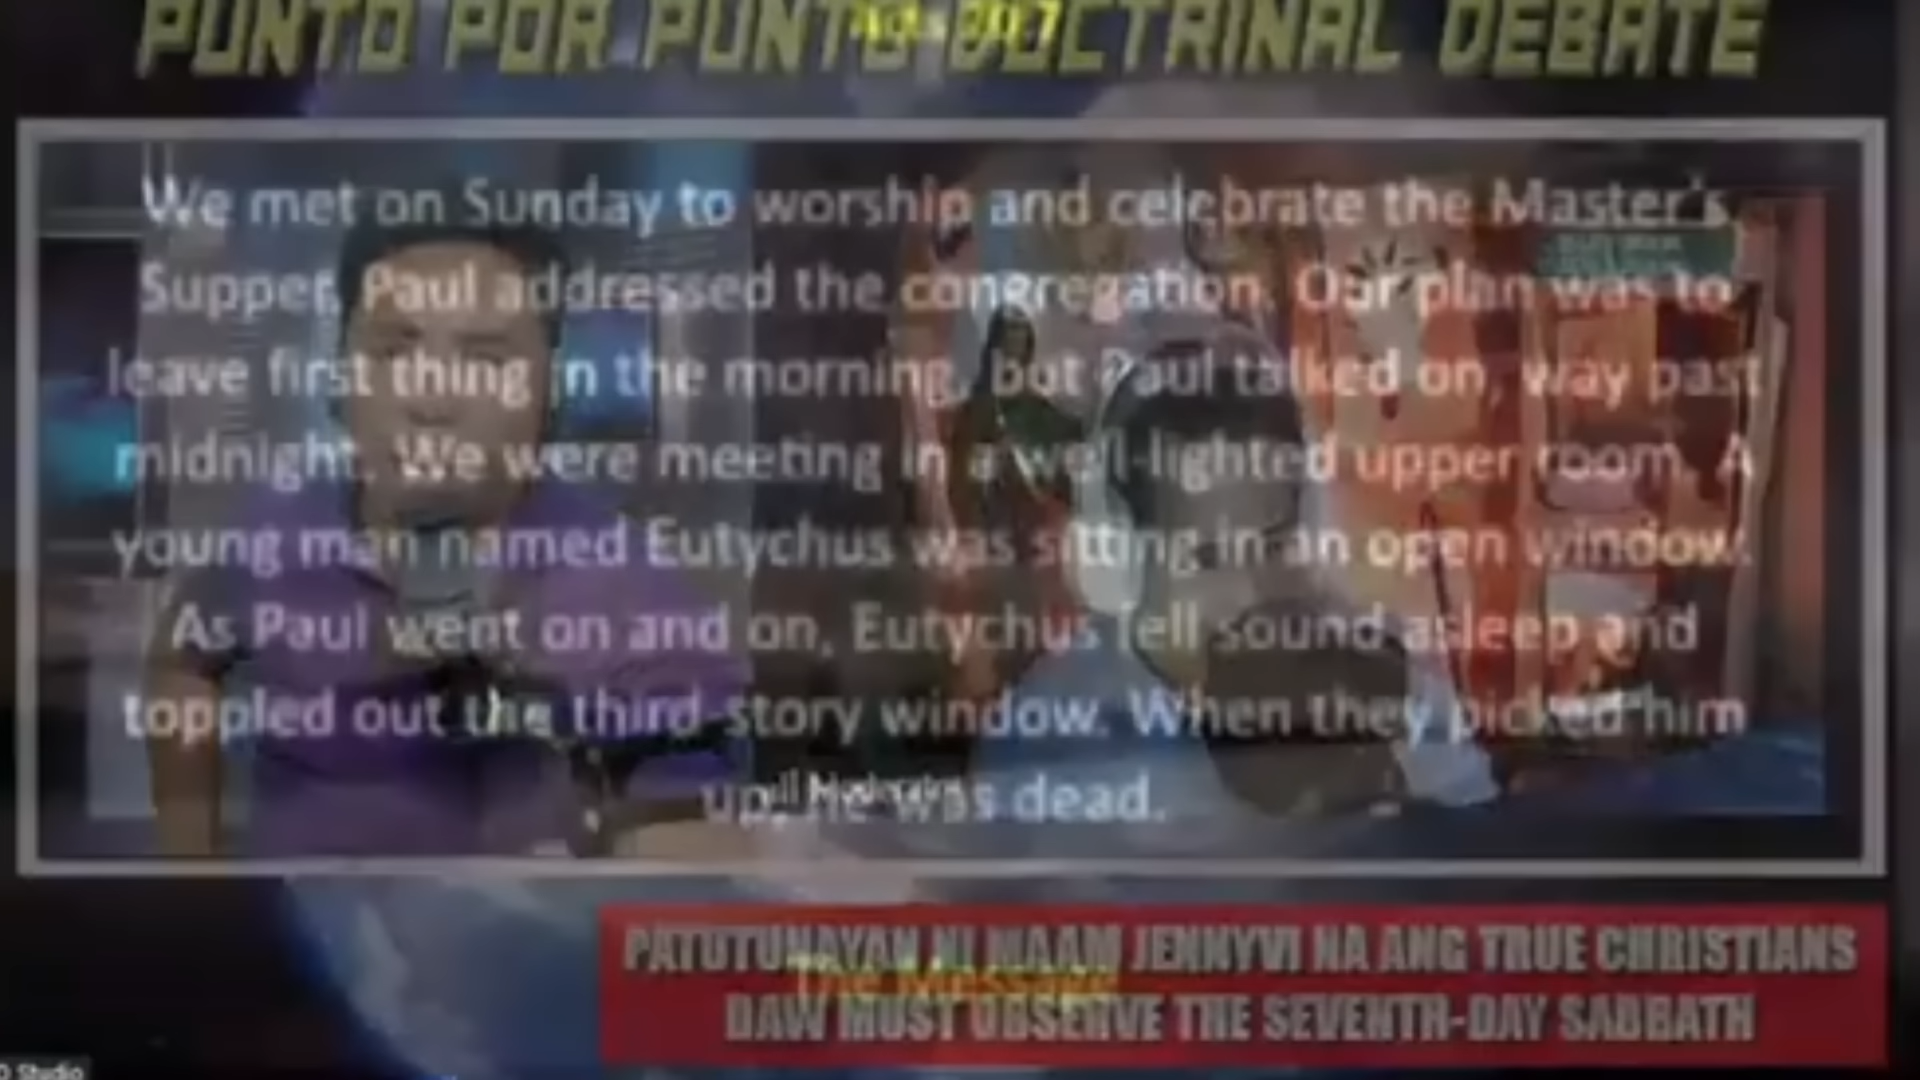 PUNTO POR PUNTO DOCTRINAL DEBATE
Acts 20:7
We met on Sunday to worship and celebrate the Master's
Supper. Paul addressed the congregation. Our plan was to
leave first thing in the morning, but Paul talked on, way past
midnight. We were meeting in a well-lighted upper room. A
young man named Eutychus was sitting in an open window.
As Paul went on and on, Eutychus fell sound asleep and
toppled out the third-story window. When they picked him
up, he was dead.
PATUTUNAYAN NI MAAM JENNYVI NA ANG TRUE CHRISTIANS
The Message
DAW MUST OBSERVE THE SEVENTH-DAY SABBATH
Studio